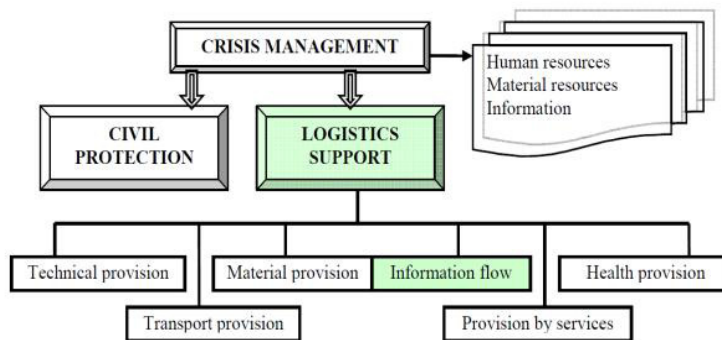 CRISIS MANAGEMENT
Human resources
Material resources
Information
CIVIL
PROTECTION
LOGISTICS
SUPPORT
Technical provision
Material provision
Information flow
Health provision
Transport provision
Provision by services